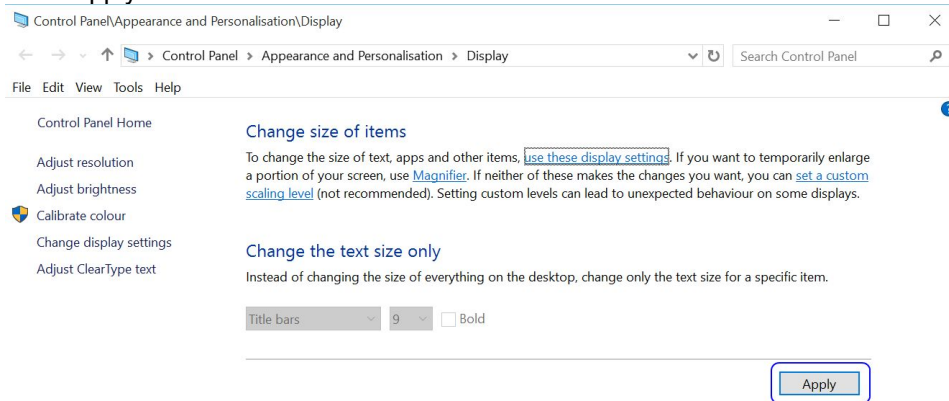 Control Panel\Appearance and Personalisation\Display
Control Panel > Appearance and Personalisation > Display
Search Control Panel
File Edit View Tools Help
Control Panel Home
Adjust resolution
Adjust brightness
Calibrate colour
Change display settings
Adjust ClearType text
Change size of items
To change the size of text, apps and other items, use these display settings. If you want to temporarily enlarge
a portion of your screen, use Magnifier. If neither of these makes the changes you want, you can set a custom
scaling level (not recommended). Setting custom levels can lead to unexpected behaviour on some displays.
Change the text size only
Instead of changing the size of everything on the desktop, change only the text size for a specific item.
Title bars 9 Bold
Apply